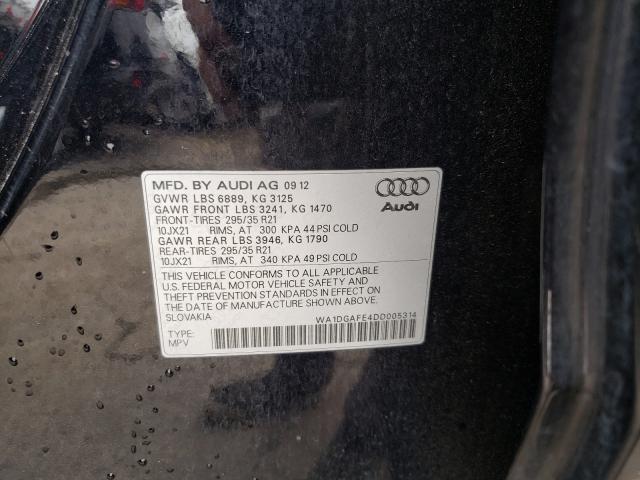 MFD. BY AUDI AG 09 12
GVWR LBS 6889, KG 3125
GAWR FRONT LBS 3241, KG 1470
FRONT-TIRES 295/35 R21
10JX21 RIMS, AT 300 KPA 44 PSI COLD
GAWR REAR LBS 3946, KG 1790
REAR-TIRES 295/35 R21
10JX21 RIMS, AT 340 KPA 49 PSI COLD
Audi
THIS VEHICLE CONFORMS TO ALL APPLICABLE
U.S. FEDERAL MOTOR VEHICLE SAFETY AND
THEFT PREVENTION STANDARDS IN EFFECT ON
THE DATE OF MANUFACTURE SHOWN ABOVE.
SLOVAKIA
WA1DGAFE4DD005314
TYPE:
MPV